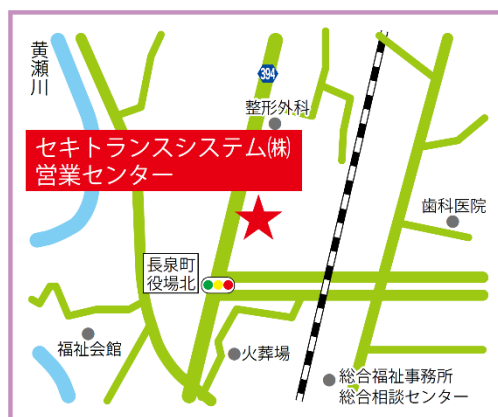 黄瀬川
394
整形外科
セキトランスシステム㈱
営業センター
歯科医院
長泉町
役場北
福祉会館
火葬場
総合福祉事務所
総合相談センター